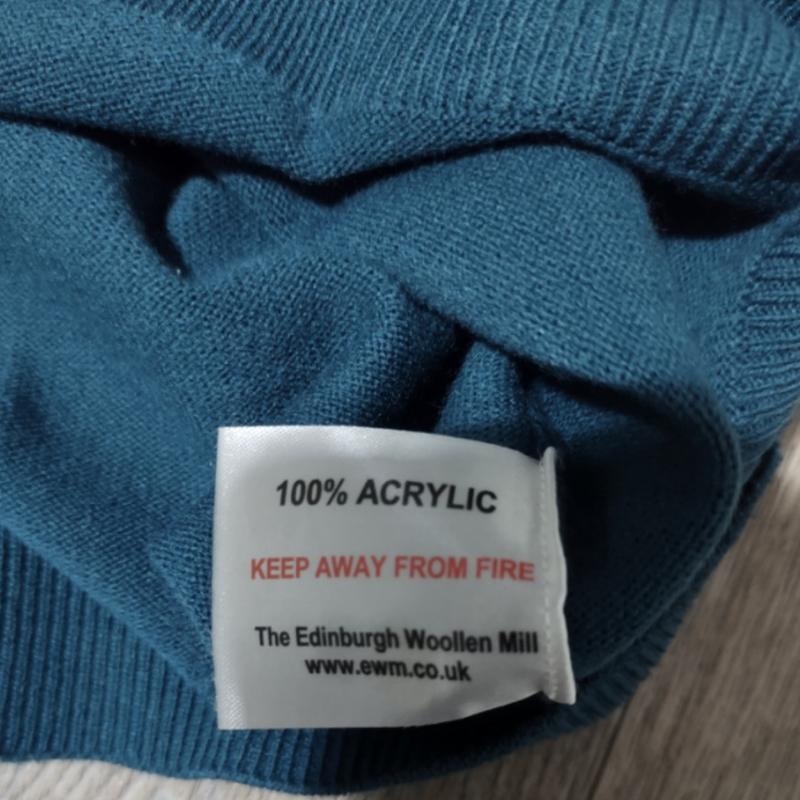 100% ACRYLIC
KEEP AWAY FROM FIRE
The Edinburgh Woollen Mill
www.ewm.co.uk